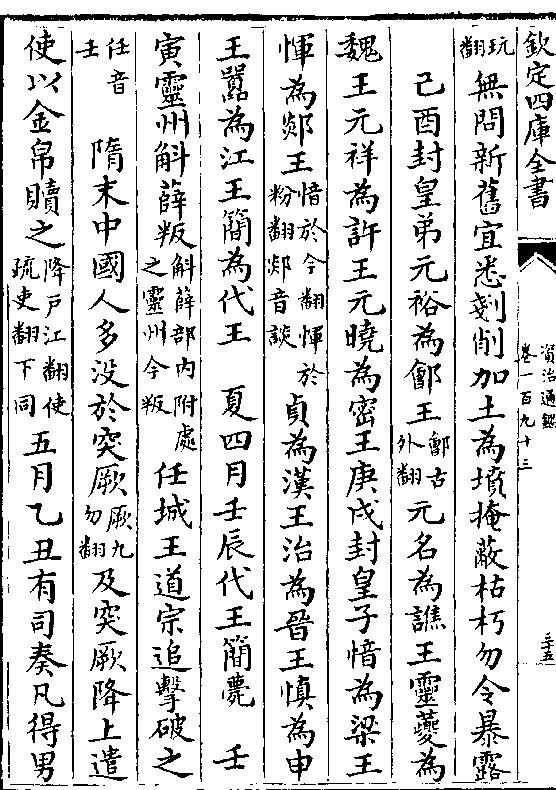 欽定四庫全書
資治通鑑
卷一百九十三
三十五
玩翻無問新舊宜悉剗削加土為墳掩蔽枯朽勿令暴露
己酉封皇弟元裕為鄶王鄶古外翻元名為譙王靈夔為
魏王元祥為許王元曉為密王庚戌封皇子愔為梁王
惲為郯王愔於今翻惲於粉翻郯音談貞為漢王治為晉王慎為申
王囂為江王簡為代王　夏四月壬辰代王簡薨　壬
寅靈州斛薛叛斛薛部内附處之靈州今叛任城王道宗追擊破之
任音壬　隋末中國人多没於突厥厥九勿翻及突厥降上遣
使以金帛贖之降户江翻使疏吏翻下同五月乙丑有司奏凡得男